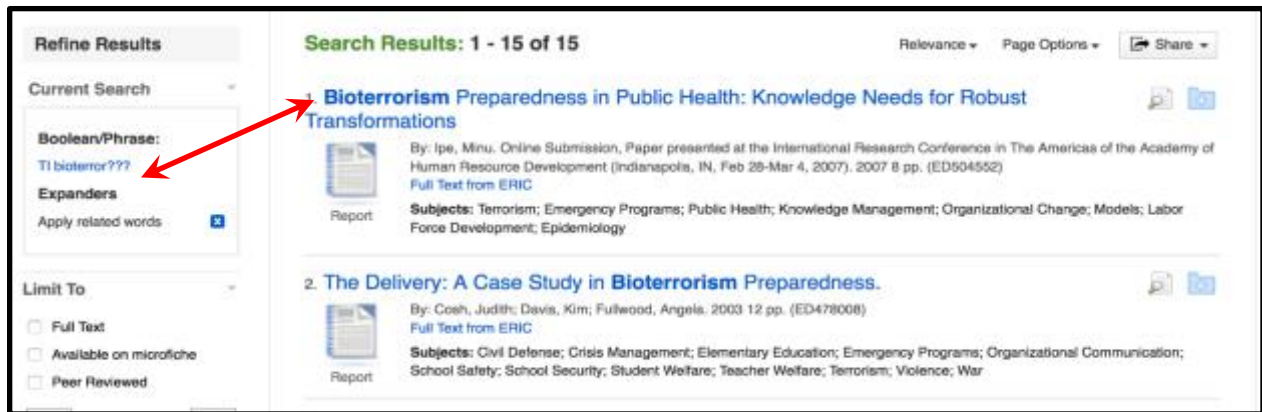 Refine Results
Current Search
Boolean/Phrase:
TI bioterror???
Expanders
Apply related words
Limit To
Full Text
Available on microfiche
Peer Reviewed
Search Results: 1 - 15 of 15
Relevance
Page Options
Share
1. Bioterrorism Preparedness in Public Health: Knowledge Needs for Robust
Transformations
By: Ipe, Minu. Online Submission, Paper presented at the International Research Conference in The Americas of the Academy of
Human Resource Development (Indianapolis, IN, Feb 28-Mar 4, 2007). 2007 8 pp. (ED504552)
Full Text from ERIC
Report
Subjects: Terrorism; Emergency Programs; Public Health; Knowledge Management; Organizational Change; Models; Labor
Force Development; Epidemiology
2. The Delivery: A Case Study in Bioterrorism Preparedness.
By: Cosh, Judith; Davis, Kim; Fullwood, Angela. 2003 12 pp. (ED478008)
Full Text from ERIC
Report
Subjects: Civil Defense; Crisis Management; Elementary Education; Emergency Programs; Organizational Communication;
School Safety; School Security; Student Welfare; Teacher Welfare; Terrorism; Violence; War